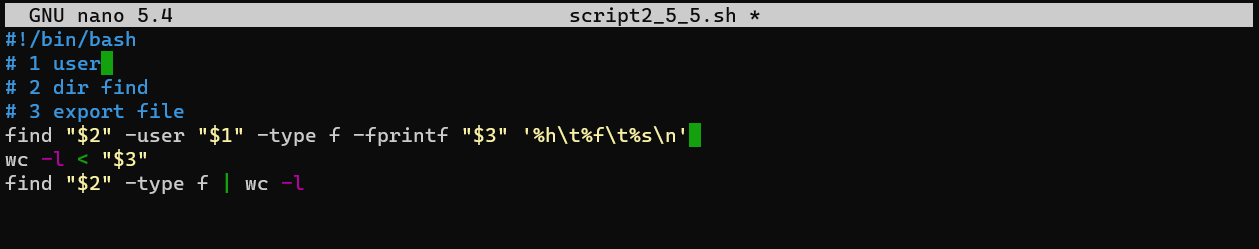 GNU nano 5.4 script2_5_5.sh *
#!/bin/bash
# 1 user
# 2 dir find
# 3 export file
find "$2" -user "$1" -type f -fprintf "$3" '%h\t%f\t%s\n'
wc -l < "$3"
find "$2" -type f | wc -l